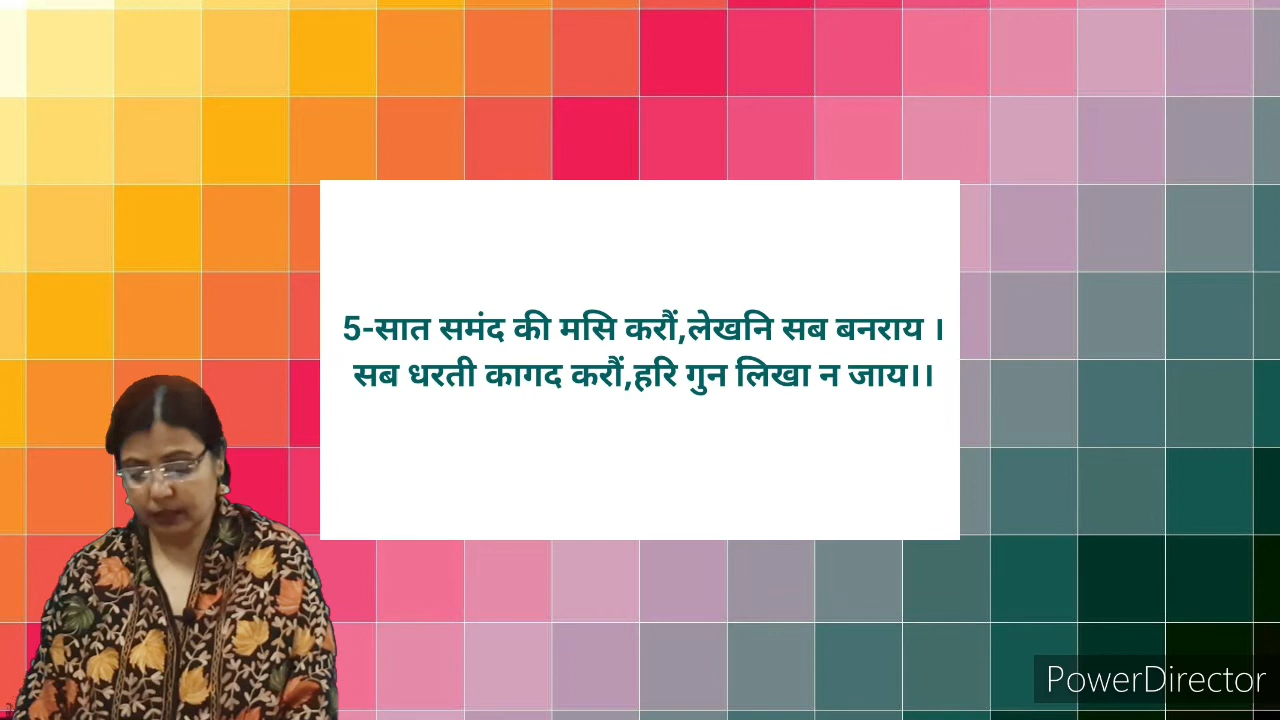 5-सात समंद की मसि करौं,लेखनि सब बनराय ।
सब धरती कागद करौं,हरि गुन लिखा न जाय।।
PowerDirector